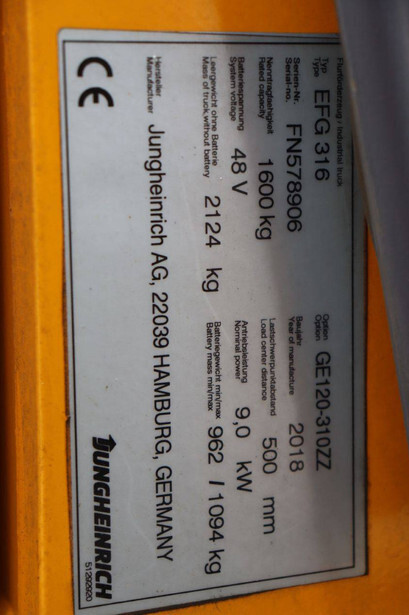 Flurförderzeug - Industrial truck
Typ
Type EFG 316
Option
Option GE120-310ZZ
Serien-Nr.
Serial-no. FN578906
Baujahr
Year of manufacture 2018
Nenntragfähigkeit
Rated capacity 1600 kg
Lastschwerpunktabstand
Load center distance 500 mm
Batteriespannung
System voltage 48 V
Antriebsleistung
Nominal power 9,0 kW
Leergewicht ohne Batterie
Mass of truck without battery 2124 kg
Batteriegewicht min/max
Battery mass min/max 962 / 1094 kg
Hersteller
Manufacturer Jungheinrich AG, 22039 HAMBURG, GERMANY
CE
JUNGHEINRICH
51292920